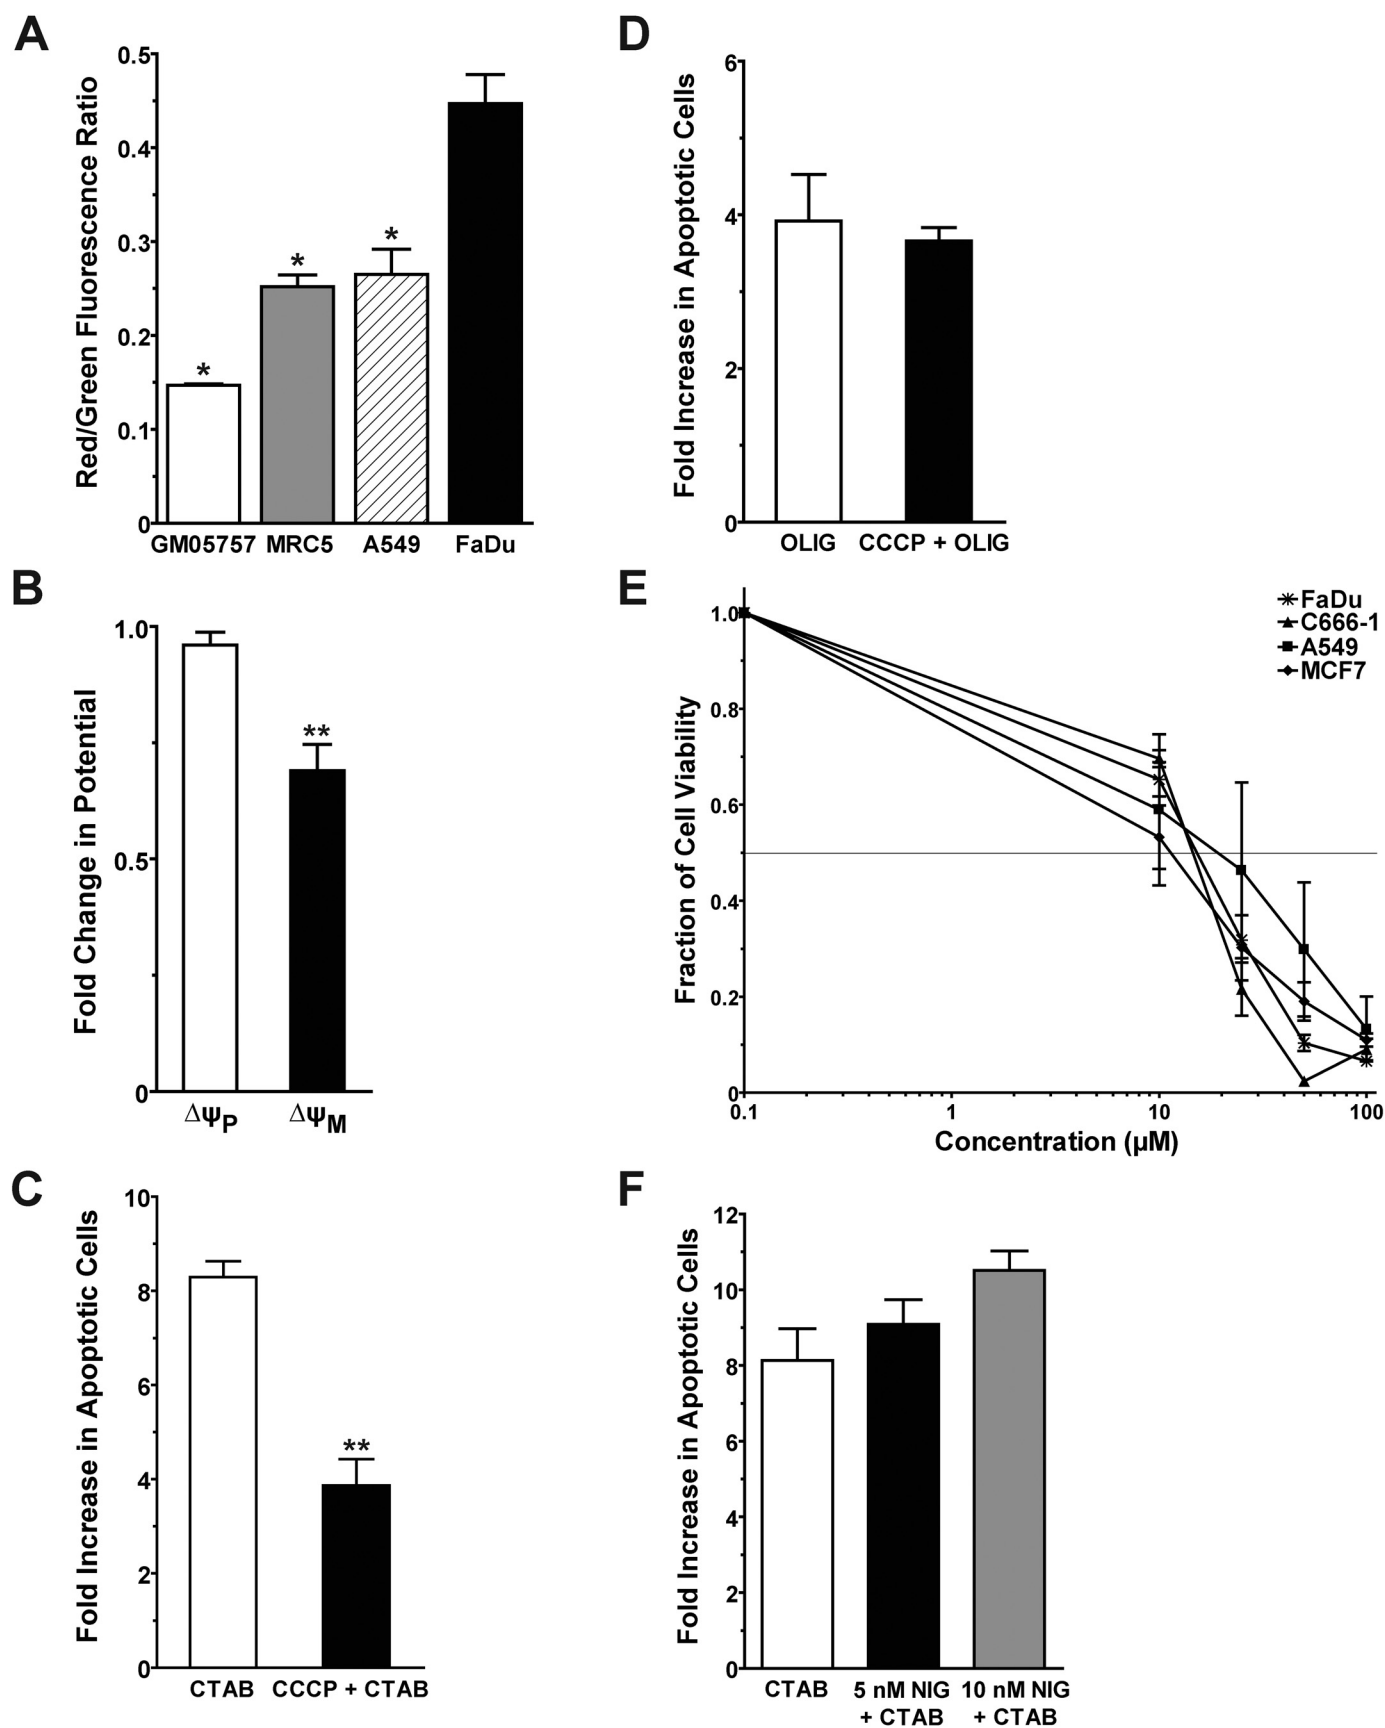 A
Red/Green Fluorescence Ratio
0.5
0.4
0.3
0.2
0.1
0
*
*
*
GM05757 MRC5 A549 FaDu
B
Fold Change in Potential
1.0
0.5
0
**
ΔΨP ΔΨM
C
Fold Increase in Apoptotic Cells
10
8
6
4
2
0
**
CTAB CCCP + CTAB
D
Fold Increase in Apoptotic Cells
6
4
2
0
OLIG CCCP + OLIG
E
Fraction of Cell Viability
1.0
0.8
0.6
0.4
0.2
0
0.1 1 10 100
Concentration (µM)
FaDu
C666-1
A549
MCF7
F
Fold Increase in Apoptotic Cells
12
10
8
6
4
2
0
CTAB 5 nM NIG 10 nM NIG
+ CTAB + CTAB